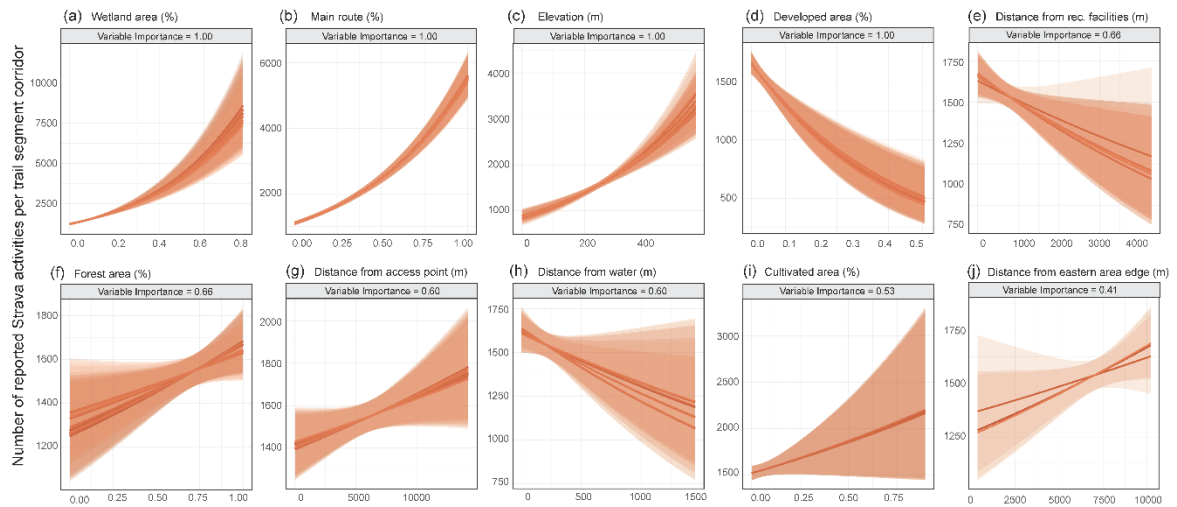 (a) Wetland area (%)
Variable Importance = 1.00
10000
7500
5000
2500
0.0 0.2 0.4 0.6 0.8
(b) Main route (%)
Variable Importance = 1.00
6000
4000
2000
0.00 0.25 0.50 0.75 1.00
(c) Elevation (m)
Variable Importance = 1.00
4000
3000
2000
1000
0 200 400
(d) Developed area (%)
Variable Importance = 1.00
1500
1000
500
0.0 0.1 0.2 0.3 0.4 0.5
(e) Distance from rec. facilities (m)
Variable Importance = 0.66
1750
1500
1250
1000
750
0 1000 2000 3000 4000
Number of reported Strava activities per trail segment corridor
(f) Forest area (%)
Variable Importance = 0.66
1800
1600
1400
1200
0.00 0.25 0.50 0.75 1.00
(g) Distance from access point (m)
Variable Importance = 0.60
2000
1800
1600
1400
0 5000 10000
(h) Distance from water (m)
Variable Importance = 0.60
1750
1500
1250
1000
750
0 500 1000 1500
(i) Cultivated area (%)
Variable Importance = 0.53
3000
2500
2000
1500
0.00 0.25 0.50 0.75
(j) Distance from eastern area edge (m)
Variable Importance = 0.41
1750
1500
1250
0 2500 5000 7500 10000